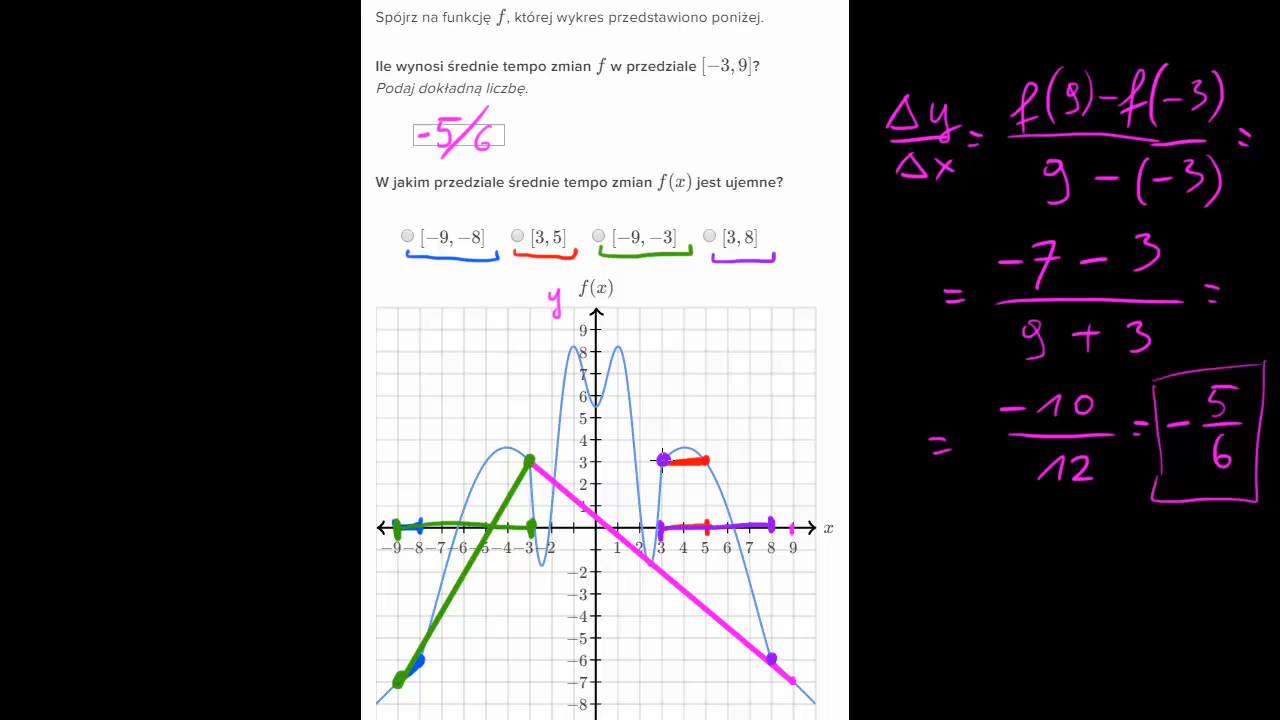 Spójrz na funkcję f, której wykres przedstawiono poniżej.
Ile wynosi średnie tempo zmian f w przedziale [−3, 9]?
Podaj dokładną liczbę.
-5/6
W jakim przedziale średnie tempo zmian f(x) jest ujemne?
[−9, −8] [3, 5] [−9, −3] [3, 8]
y f(x)
9
8
7
6
5
4
3
2
1
x
−9 −8 −7 −6 −5 −4 −3 −2 1 2 3 4 5 6 7 8 9
−2
−3
−4
−5
−6
−7
−8
Δy/Δx = f(9)-f(-3) / 9-(-3) =
= -7-3 / 9+3 =
= -10/12 = -5/6